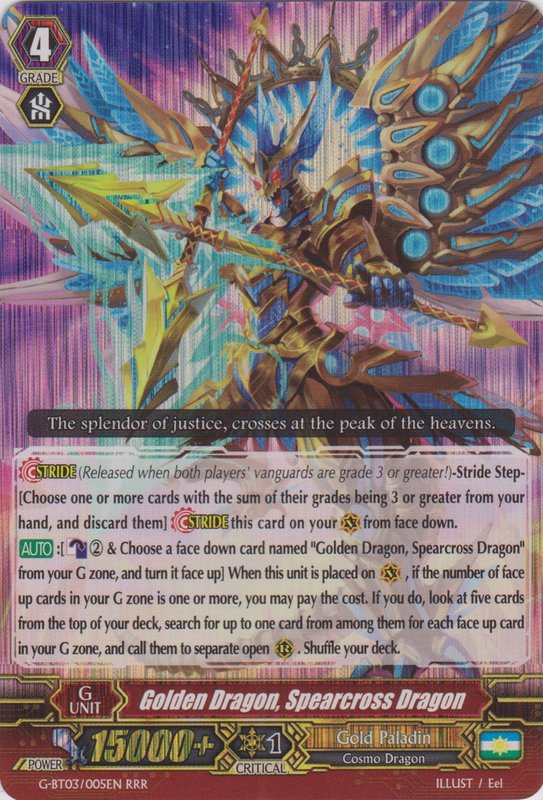 4
GRADE
The splendor of justice, crosses at the peak of the heavens.
STRIDE (Released when both players' vanguards are grade 3 or greater!)-Stride Step-
[Choose one or more cards with the sum of their grades being 3 or greater from your
hand, and discard them] STRIDE this card on your V from face down.
AUTO :[ ② & Choose a face down card named "Golden Dragon, Spearcross Dragon"
from your G zone, and turn it face up] When this unit is placed on V , if the number of face
up cards in your G zone is one or more, you may pay the cost. If you do, look at five cards
from the top of your deck, search for up to one card from among them for each face up card
in your G zone, and call them to separate open R . Shuffle your deck.
G
UNIT
Golden Dragon, Spearcross Dragon
POWER
15000+
1
CRITICAL
Gold Paladin
Cosmo Dragon
G-BT03/005EN RRR
ILLUST / Eel